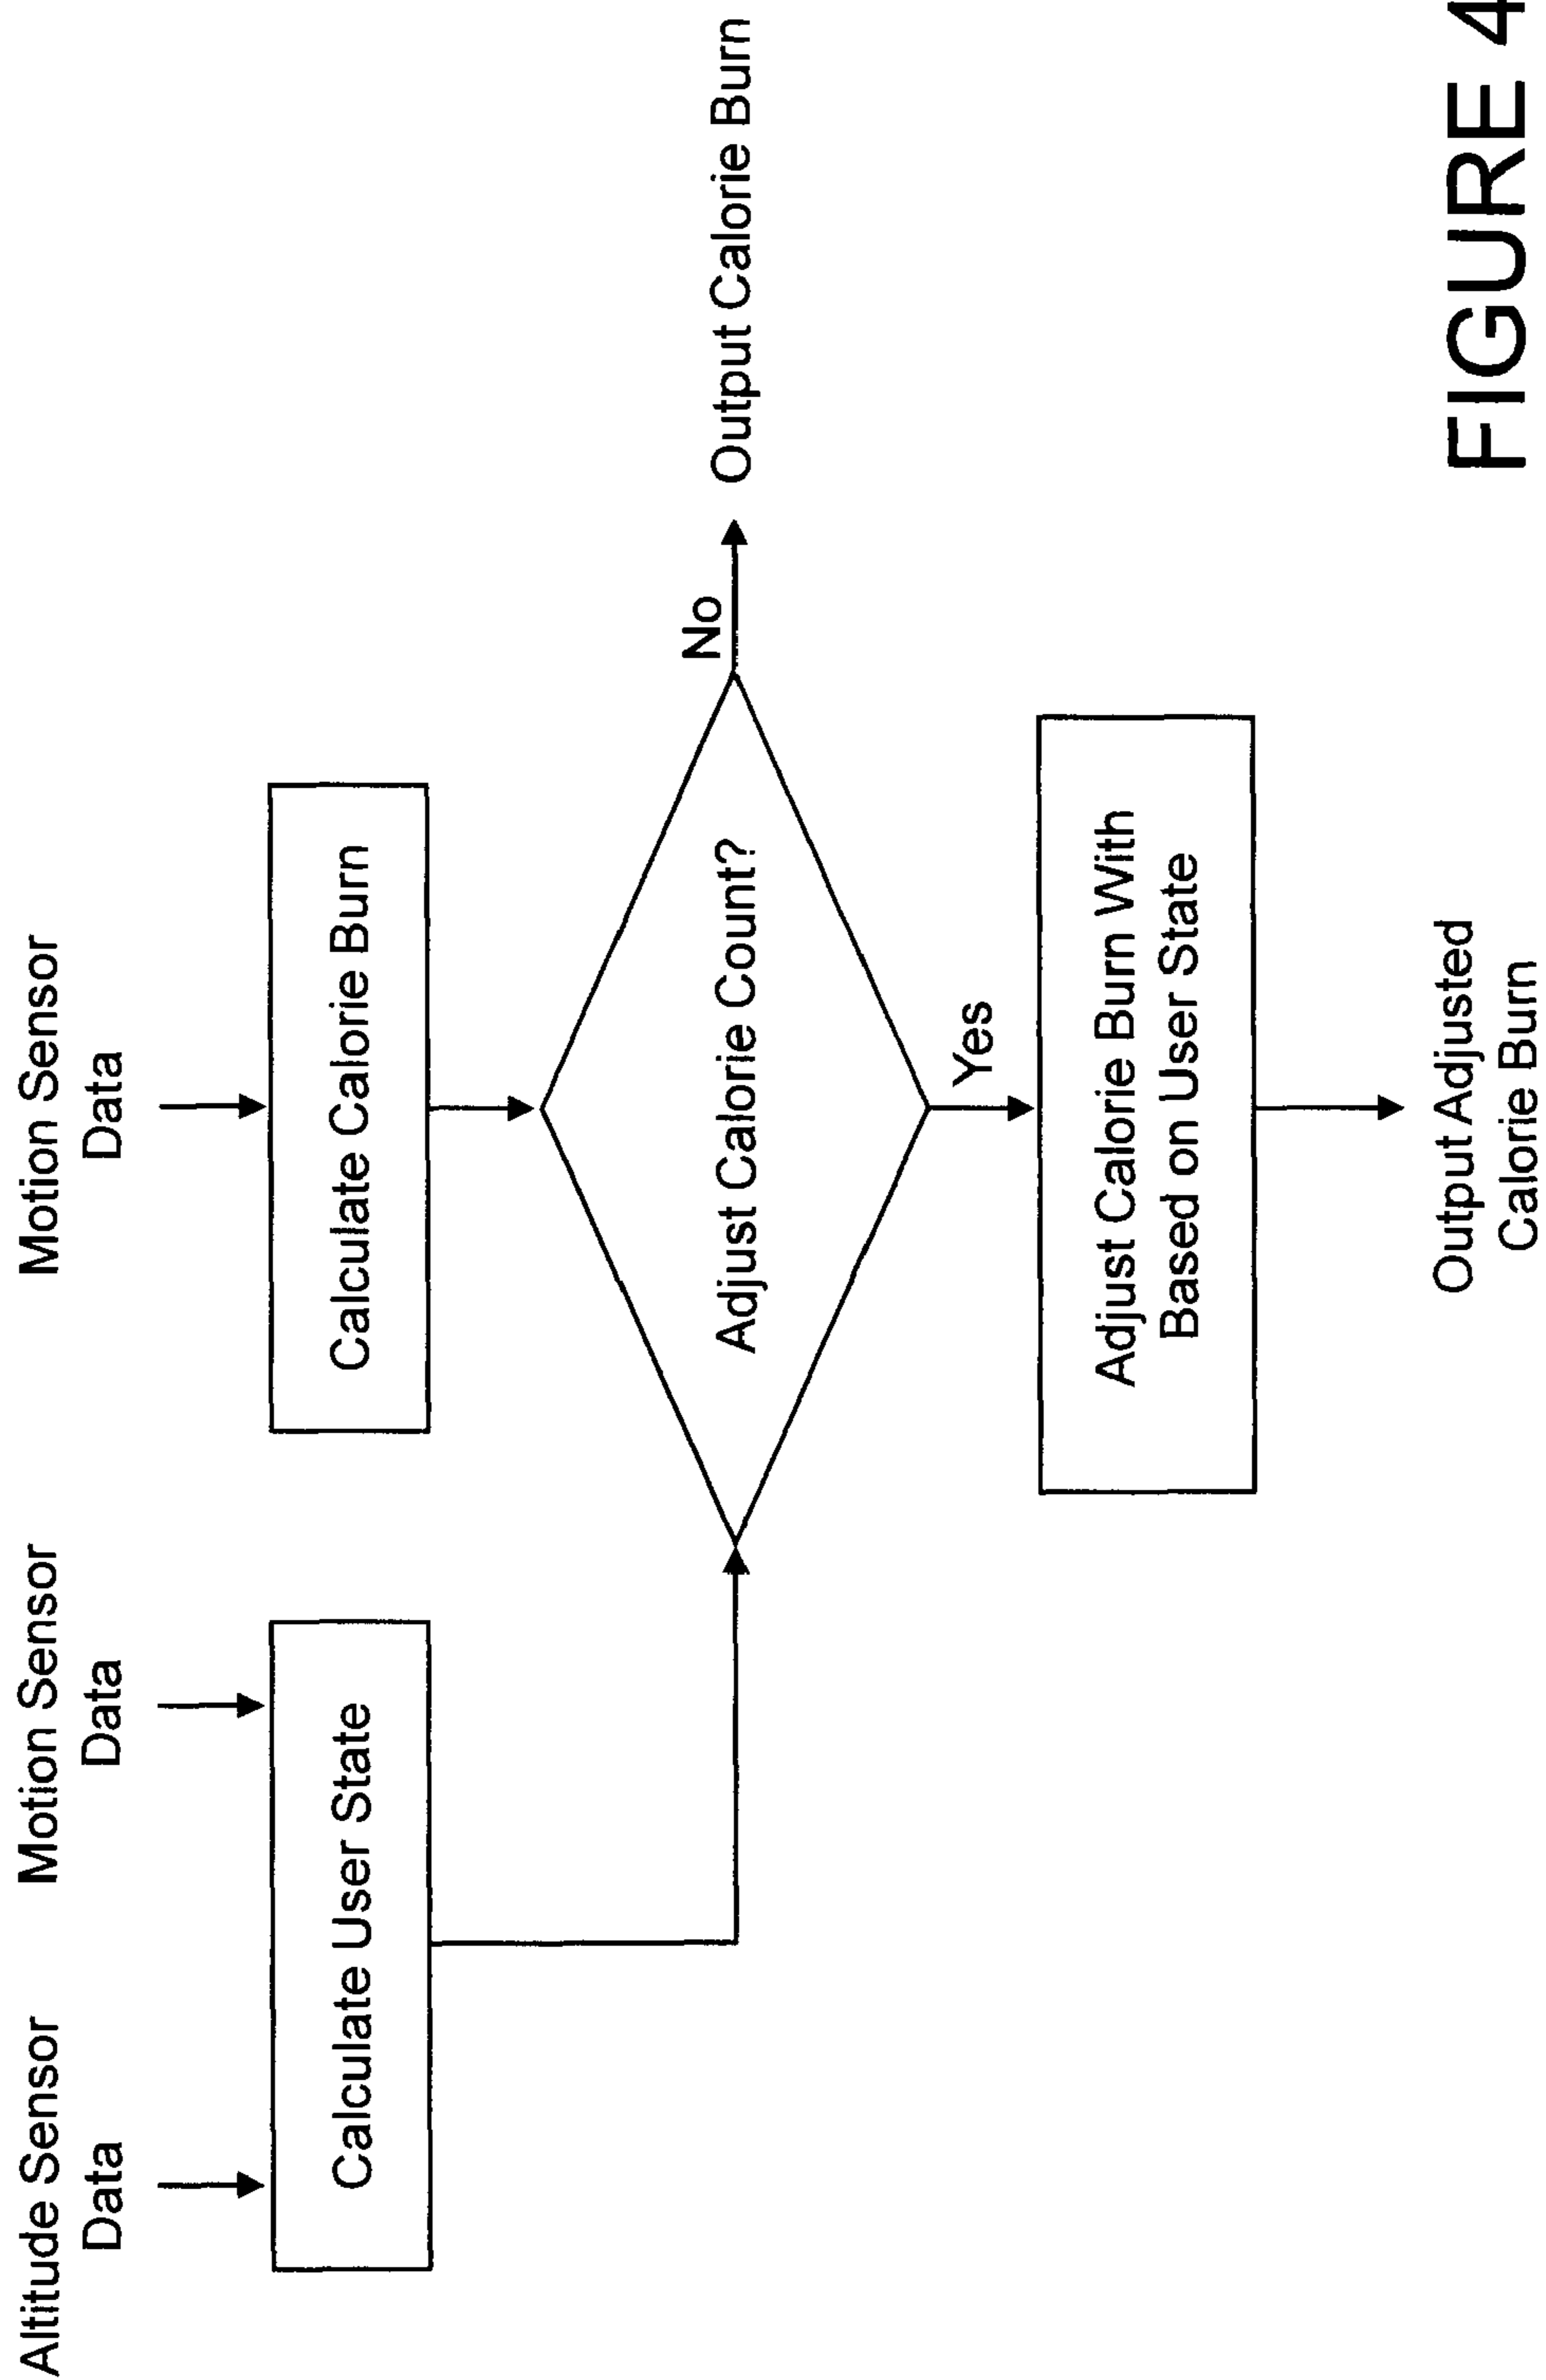 Altitude Sensor
Data
Motion Sensor
Data
Motion Sensor
Data
Calculate User State
Calculate Calorie Burn
Adjust Calorie Count?
No
Output Calorie Burn
Yes
Adjust Calorie Burn With
Based on User State
Output Adjusted
Calorie Burn
FIGURE 4